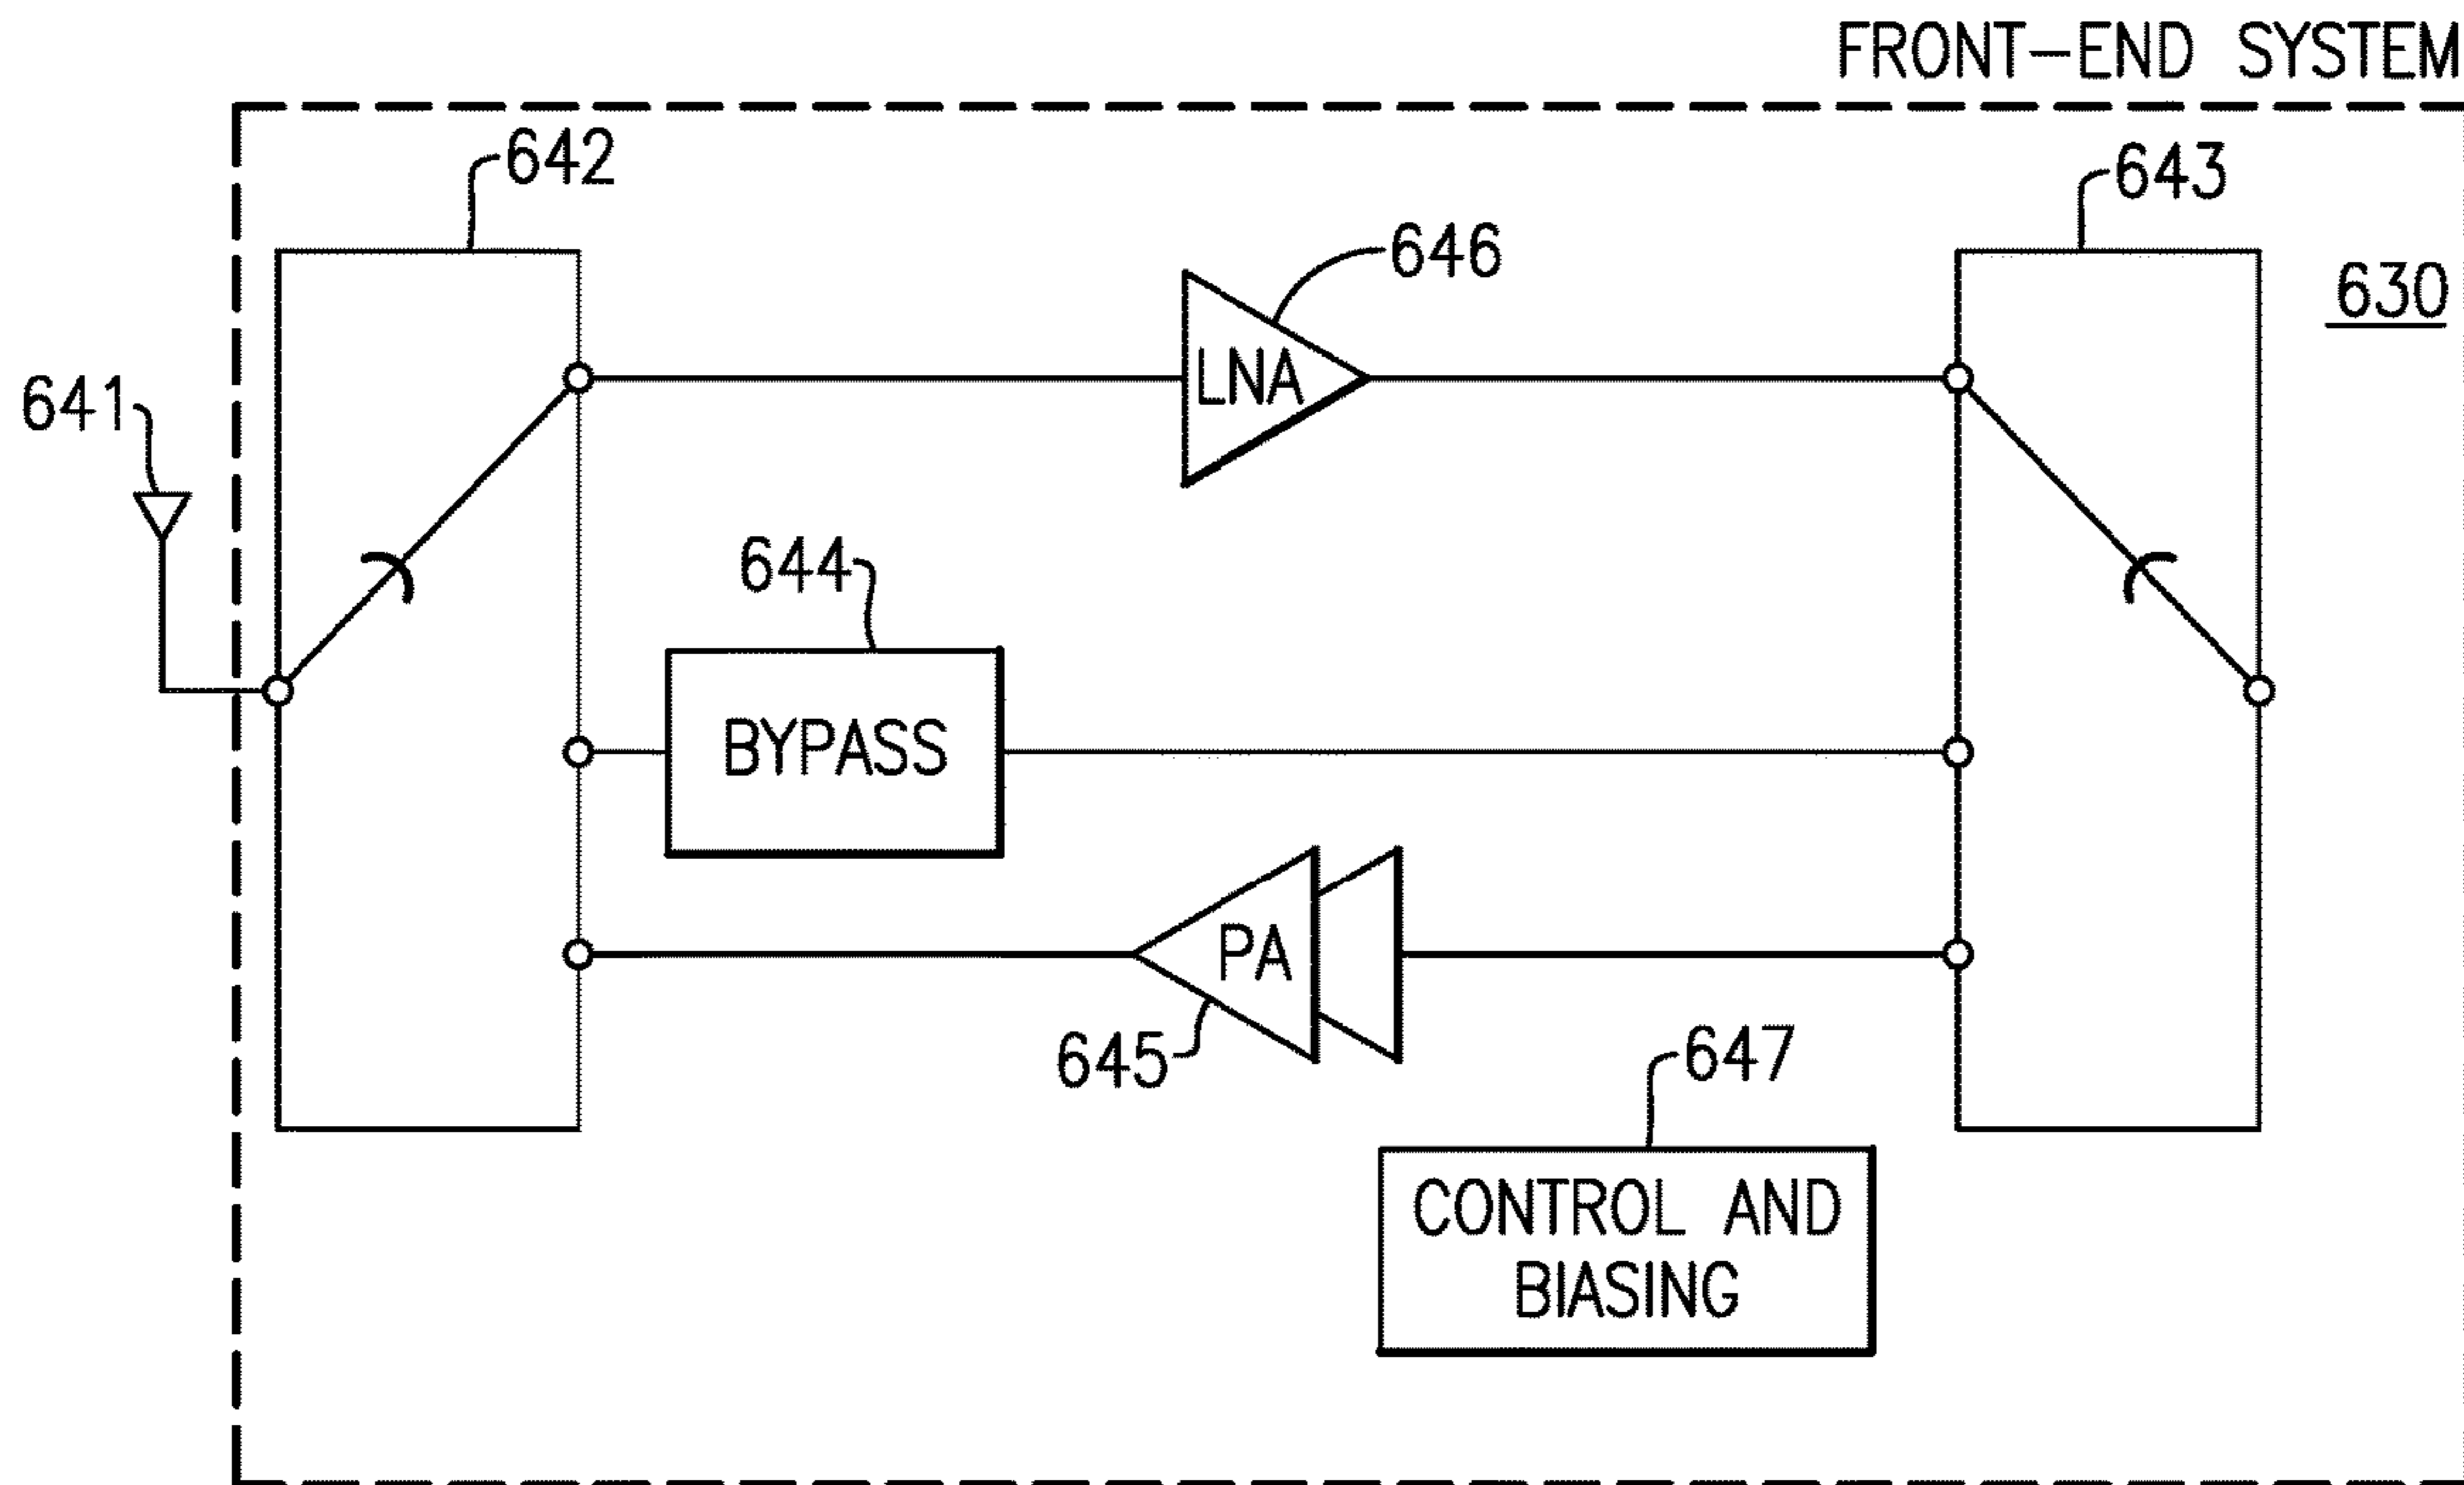 FRONT-END SYSTEM
642
643
646
630
LNA
641
644
BYPASS
PA
645
647
CONTROL AND
BIASING